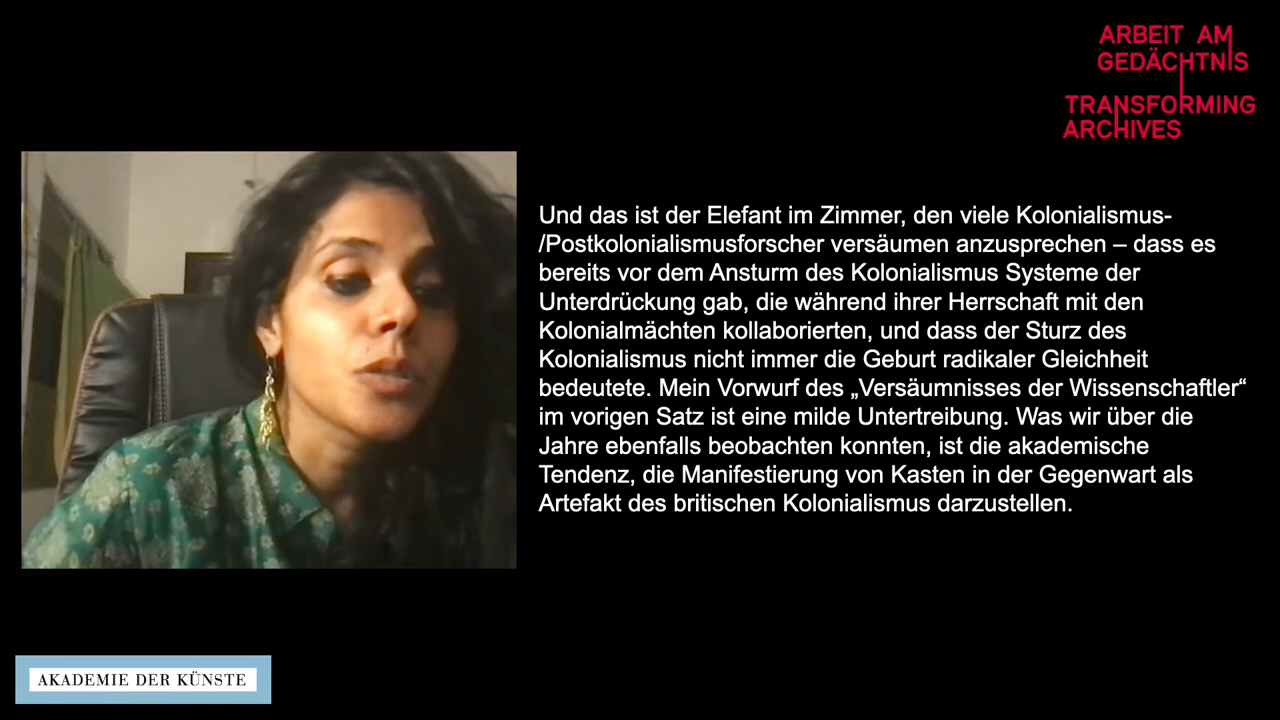 ARBEIT AM
GEDÄCHTNIS
TRANSFORMING
ARCHIVES
Und das ist der Elefant im Zimmer, den viele Kolonialismus-
/Postkolonialismusforscher versäumen anzusprechen – dass es
bereits vor dem Ansturm des Kolonialismus Systeme der
Unterdrückung gab, die während ihrer Herrschaft mit den
Kolonialmächten kollaborierten, und dass der Sturz des
Kolonialismus nicht immer die Geburt radikaler Gleichheit
bedeutete. Mein Vorwurf des „Versäumnisses der Wissenschaftler“
im vorigen Satz ist eine milde Untertreibung. Was wir über die
Jahre ebenfalls beobachten konnten, ist die akademische
Tendenz, die Manifestierung von Kasten in der Gegenwart als
Artefakt des britischen Kolonialismus darzustellen.
AKADEMIE DER KÜNSTE